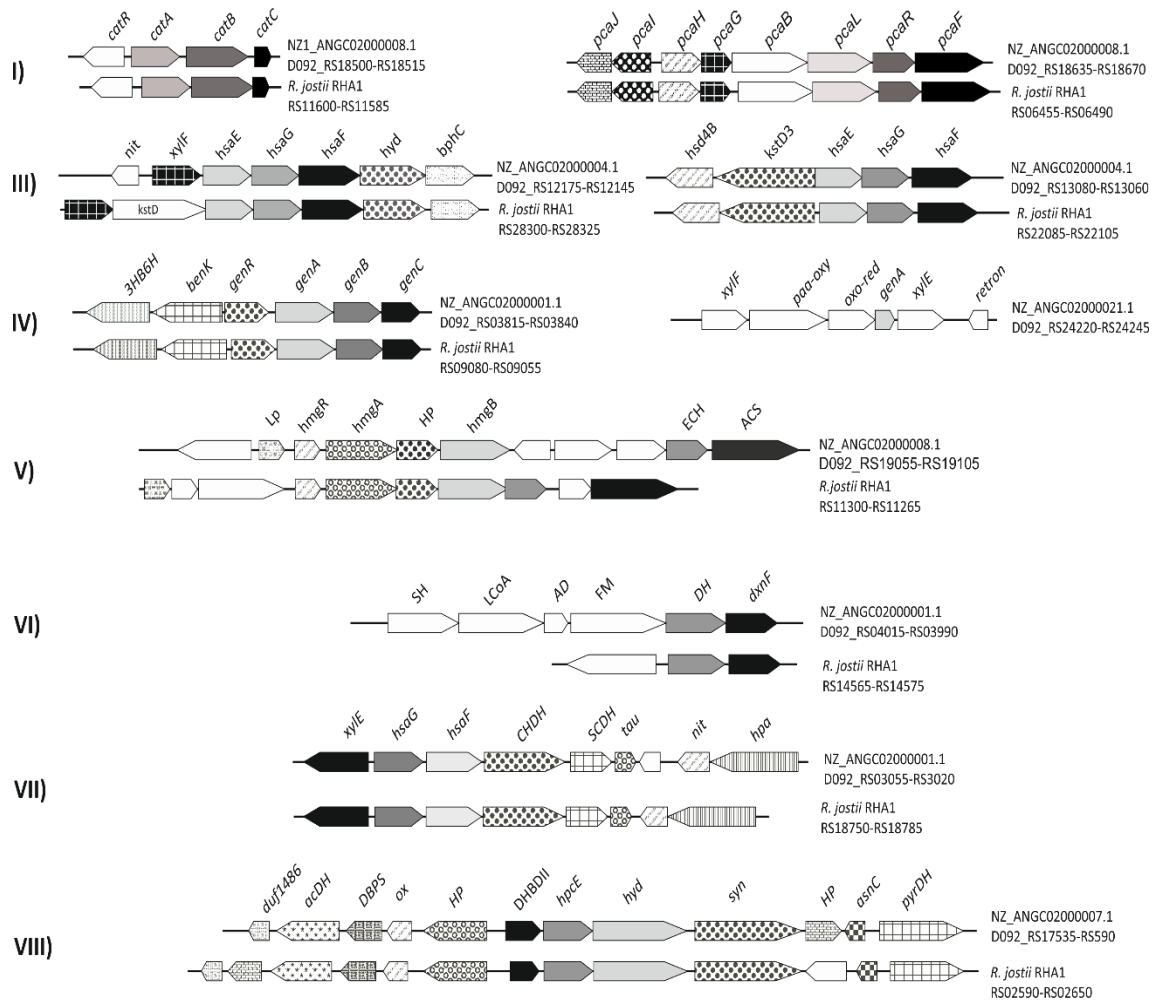 I)
catR catA catB catC
NZ1_ANGC02000008.1
D092_RS18500-RS18515
R. jostii RHA1
RS11600-RS11585
pcaJ pcaI pcaH pcaG pcaB pcaL pcaR pcaF
NZ_ANGC02000008.1
D092_RS18635-RS18670
R. jostii RHA1
RS06455-RS06490
III)
nit xylF hsaE hsaG hsaF hyd bphC
NZ_ANGC02000004.1
D092_RS12175-RS12145
kstD
R. jostii RHA1
RS28300-RS28325
hsd4B kstD3 hsaE hsaG hsaF
NZ_ANGC02000004.1
D092_RS13080-RS13060
R. jostii RHA1
RS22085-RS22105
IV)
3HB6H benK genR genA genB genC
NZ_ANGC02000001.1
D092_RS03815-RS03840
R. jostii RHA1
RS09080-RS09055
xylF paa-oxy oxo-red genA xylE retron
NZ_ANGC02000021.1
D092_RS24220-RS24245
V)
Lp hmgR hmgA HP hmgB ECH ACS
NZ_ANGC02000008.1
D092_RS19055-RS19105
R.jostii RHA1
RS11300-RS11265
VI)
SH LCoA AD FM DH dxnF
NZ_ANGC02000001.1
D092_RS04015-RS03990
R. jostii RHA1
RS14565-RS14575
VII)
xylE hsaG hsaF CHDH SCDH tau nit hpa
NZ_ANGC02000001.1
D092_RS03055-RS3020
R. jostii RHA1
RS18750-RS18785
VIII)
duf1486 acDH DBPS ox HP DHBDII hpcE hyd syn HP asnC pyrDH
NZ_ANGC02000007.1
D092_RS17535-RS590
R. jostii RHA1
RS02590-RS02650